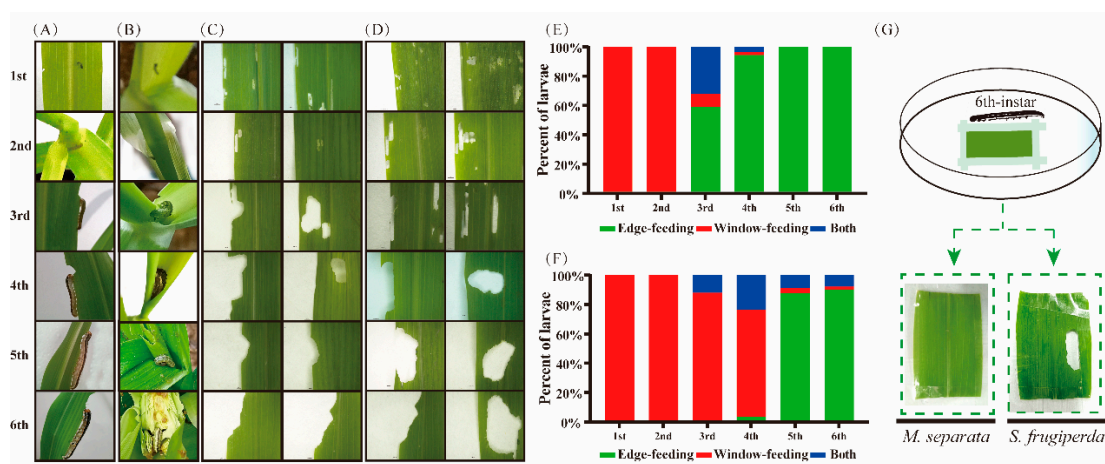 (A)
(B)
(C)
(D)
(E)
(G)
1st
2nd
3rd
4th
5th
6th
Percent of larvae
100%
80%
60%
40%
20%
0%
1st 2nd 3rd 4th 5th 6th
Edge-feeding Window-feeding Both
(F)
Percent of larvae
100%
80%
60%
40%
20%
0%
1st 2nd 3rd 4th 5th 6th
Edge-feeding Window-feeding Both
6th-instar
M. separata
S. frugiperda